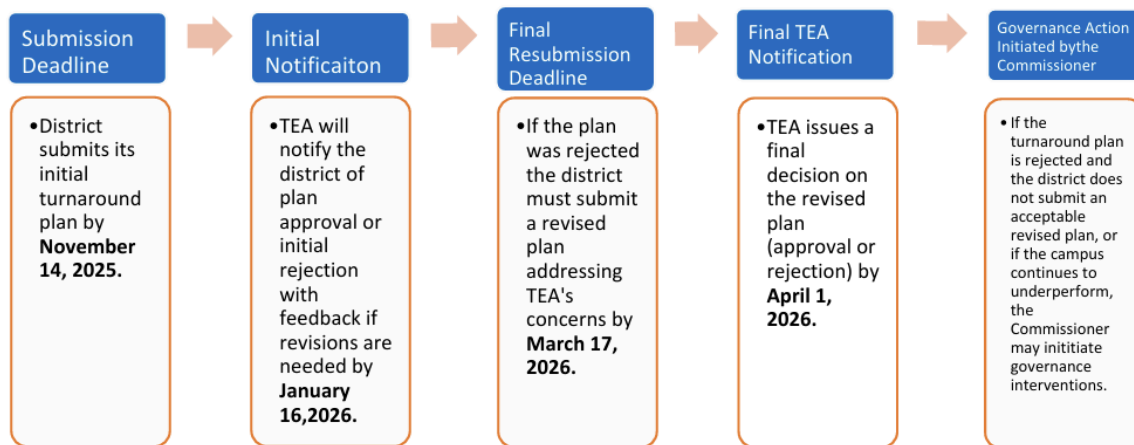 Submission
Deadline
•District
submits its
initial
turnaround
plan by
November
14, 2025.
Initial
Notificaiton
•TEA will
notify the
district of
plan
approval or
initial
rejection
with
feedback if
revisions are
needed by
January
16,2026.
Final
Resubmission
Deadline
•If the plan
was rejected
the district
must submit
a revised
plan
addressing
TEA's
concerns by
March 17,
2026.
Final TEA
Notification
•TEA issues a
final
decision on
the revised
plan
(approval or
rejection) by
April 1,
2026.
Governance Action
Initiated bythe
Commissioner
• If the
turnaround plan
is rejected and
the district does
not submit an
acceptable
revised plan, or
if the campus
continues to
underperform,
the
Commissioner
may inititiate
governance
interventions.